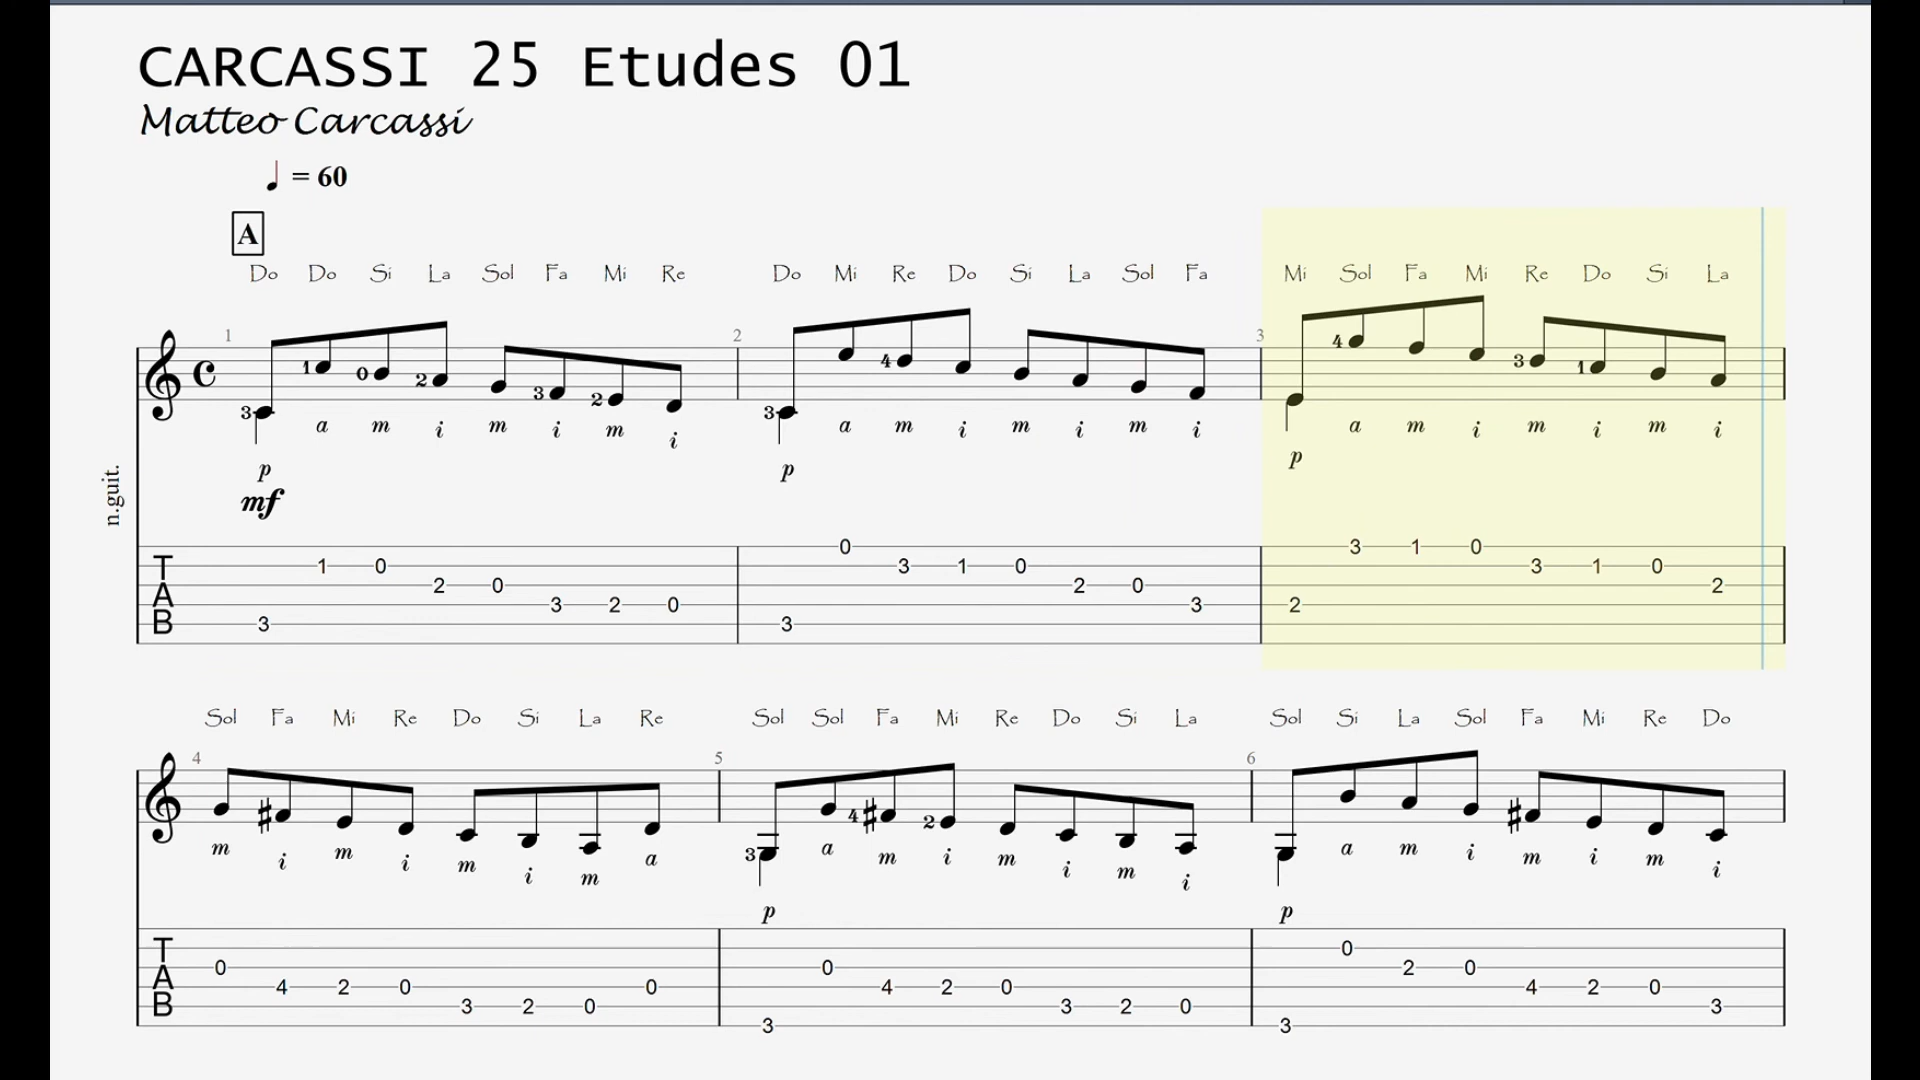 CARCASSI 25 Etudes 01
Matteo Carcassi
= 60
A
Do Do Si La Sol Fa Mi Re Do Mi Re Do Si La Sol Fa Mi Sol Fa Mi Re Do Si La
1 2 3
1 0 2 3 2 4 4 3 1
3 3
a m i m i m i a m i m i m i a m i m i m i
p p p
mf
n.guit.
0 3 1 0
1 0 3 1 0 3 1 0
T
2 0 2 0 2
A
3 2 0 3 2
B
3 3
Sol Fa Mi Re Do Si La Re Sol Sol Fa Mi Re Do Si La Sol Si La Sol Fa Mi Re Do
4 5 6
4 2
3
m i m i m i m a a m i m i m i a m i m i m i
p p
T
0
0 0 2 0
A
4 2 0 0 4 2 0 4 2 0
B
3 2 0 3 2 0 3
3 3